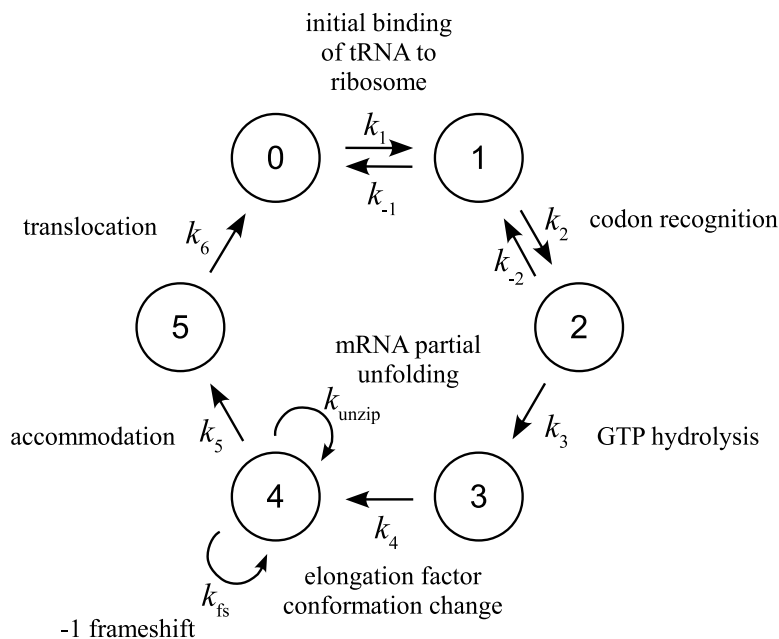 initial binding
of tRNA to
ribosome
0
k1
k-1
1
translocation
k6
k2
k-2
codon recognition
5
2
mRNA partial
unfolding
kunzip
accommodation
k5
k3
GTP hydrolysis
4
k4
3
kfs
elongation factor
conformation change
-1 frameshift